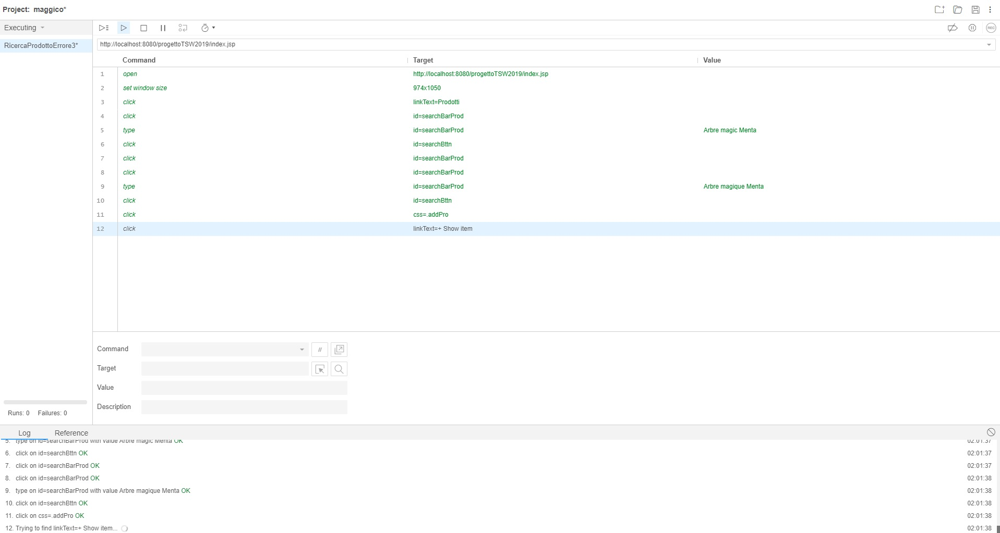 Project: maggico*
Executing
RicercaProdottoErrore3*
http://localhost:8080/progettoTSW2019/index.jsp
REC
Command Target Value
1 open http://localhost:8080/progettoTSW2019/index.jsp
2 set window size 974x1050
3 click linkText=Prodotti
4 click id=searchBarProd
5 type id=searchBarProd Arbre magic Menta
6 click id=searchBttn
7 click id=searchBarProd
8 click id=searchBarProd
9 type id=searchBarProd Arbre magique Menta
10 click id=searchBttn
11 click css=.addPro
12 click linkText=+ Show item
Command //
Target
Value
Description
Runs: 0 Failures: 0
Log Reference
5. type on id=searchBarProd with value Arbre magic Menta OK 02:01:37
6. click on id=searchBttn OK 02:01:37
7. click on id=searchBarProd OK 02:01:37
8. click on id=searchBarProd OK 02:01:38
9. type on id=searchBarProd with value Arbre magique Menta OK 02:01:38
10. click on id=searchBttn OK 02:01:38
11. click on css=.addPro OK 02:01:38
12. Trying to find linkText=+ Show item... 02:01:38